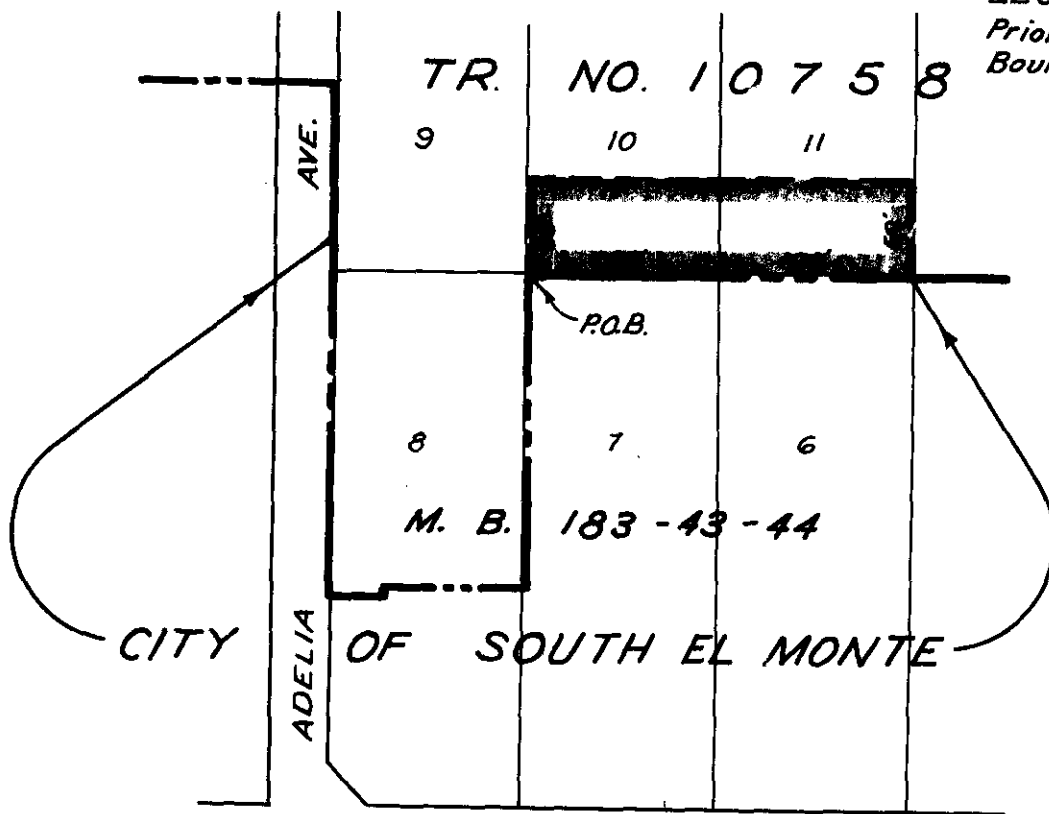 Prior
TR. NO. 10758
9 10 11
AVE.
P.O.B.
8 7 6
M. B. 183-43-44
CITY OF SOUTH EL MONTE
ADELIA